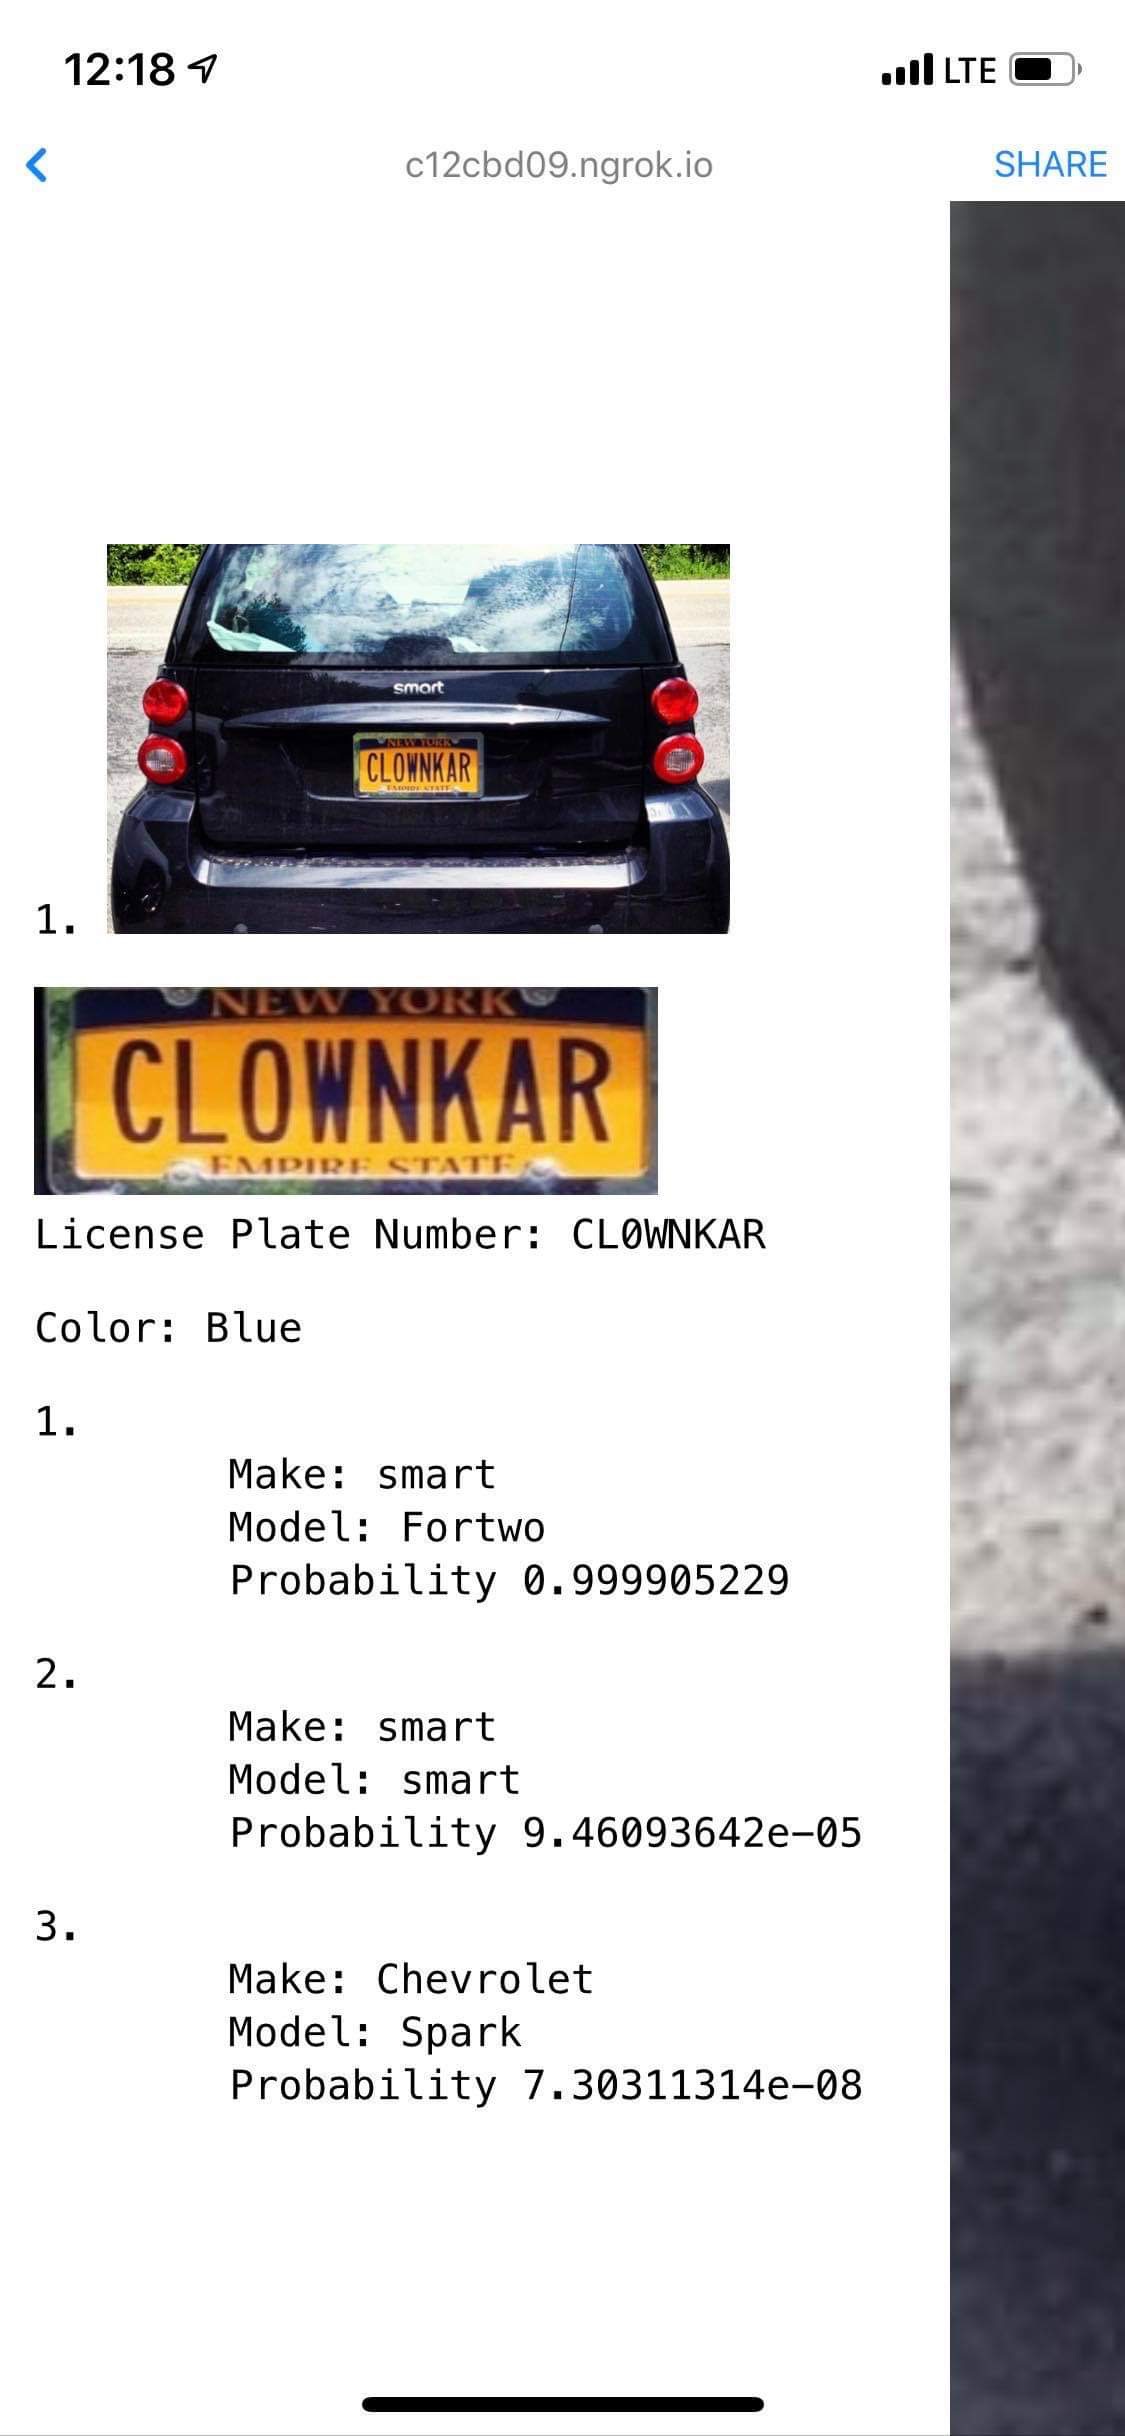 12:18
LTE
c12cbd09.ngrok.io
SHARE
smart
NEW YORK
CLOWNKAR
EMPIRE STATE
1.
NEW YORK
CLOWNKAR
EMPIRE STATE
License Plate Number: CL0WNKAR
Color: Blue
1.
Make: smart
Model: Fortwo
Probability 0.999905229
2.
Make: smart
Model: smart
Probability 9.46093642e-05
3.
Make: Chevrolet
Model: Spark
Probability 7.30311314e-08